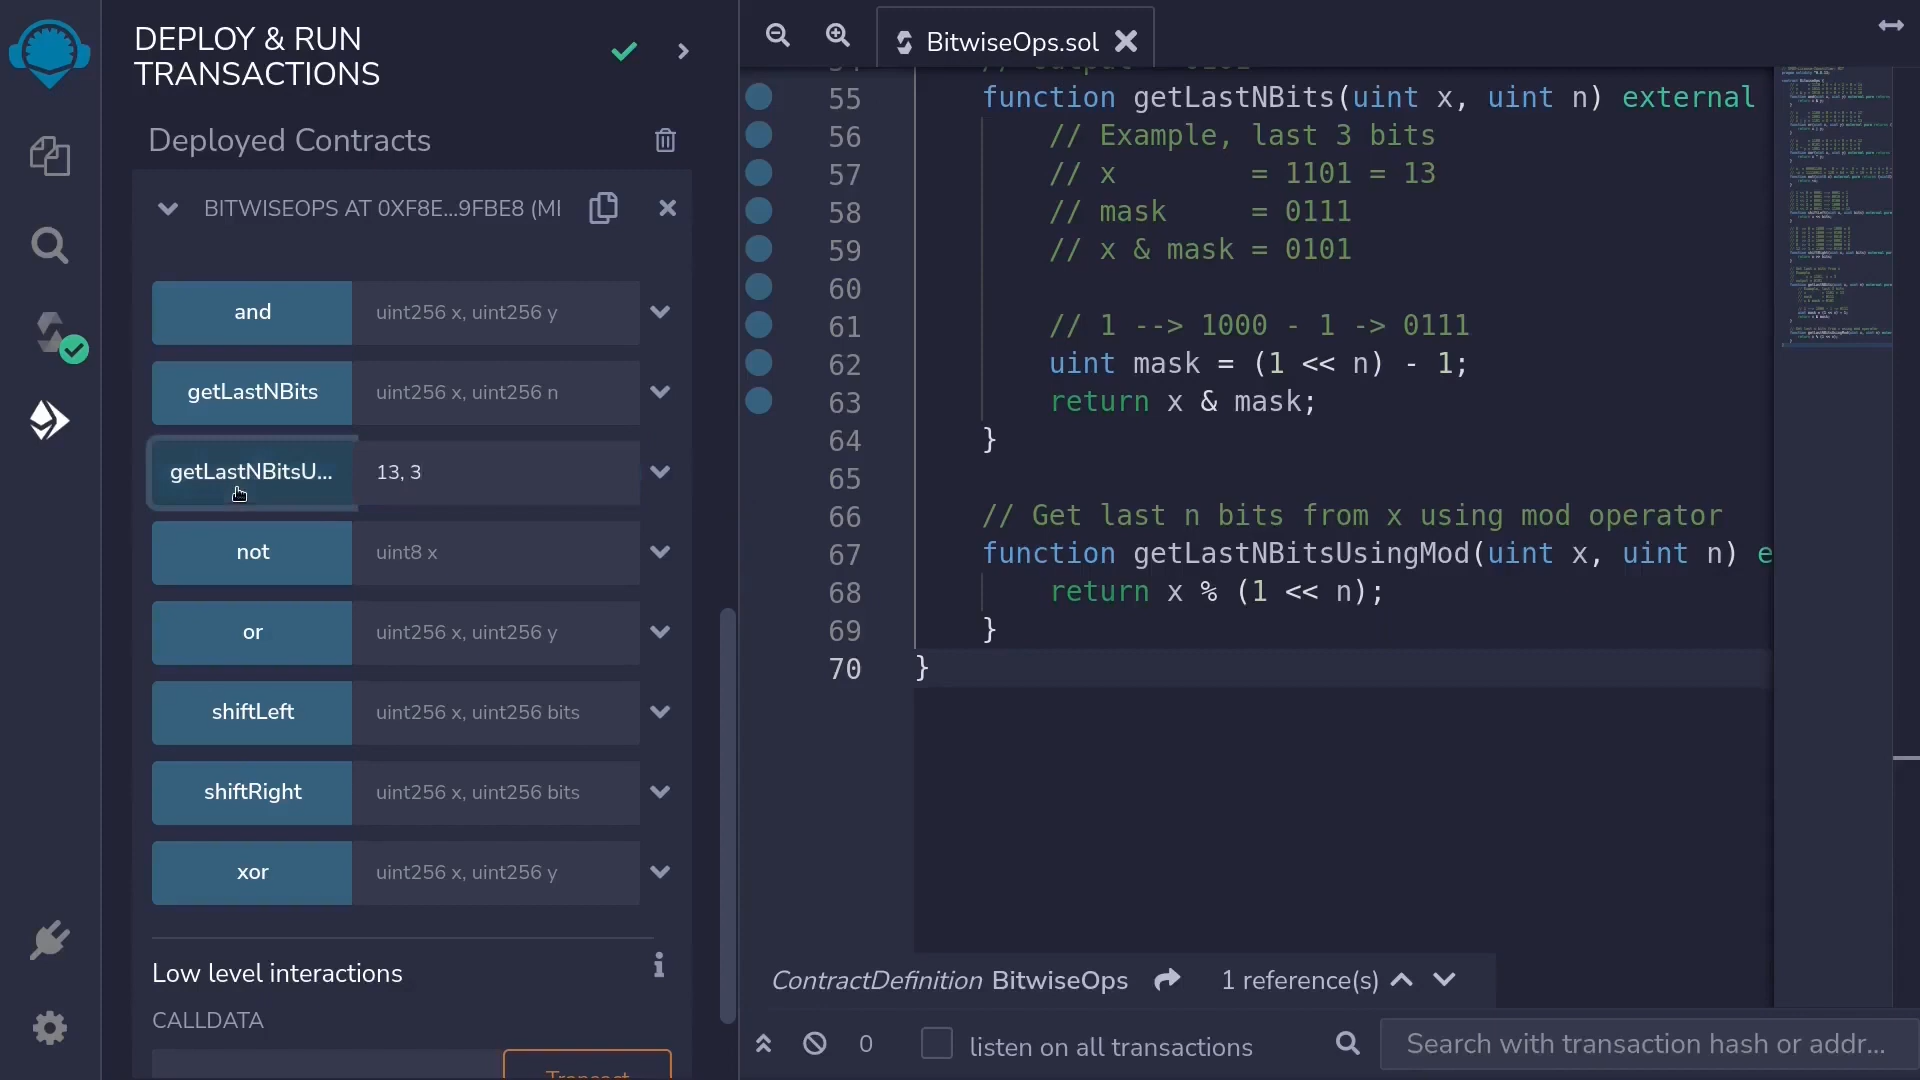 DEPLOY & RUN
TRANSACTIONS
Deployed Contracts
BITWISEOPS AT 0XF8E...9FBE8 (MI
and
uint256 x, uint256 y
getLastNBits
uint256 x, uint256 n
getLastNBitsU...
13, 3
not
uint8 x
or
uint256 x, uint256 y
shiftLeft
uint256 x, uint256 bits
shiftRight
uint256 x, uint256 bits
xor
uint256 x, uint256 y
Low level interactions
i
CALLDATA
Transact
BitwiseOps.sol
55 function getLastNBits(uint x, uint n) external
56 // Example, last 3 bits
57 // x = 1101 = 13
58 // mask = 0111
59 // x & mask = 0101
60
61 // 1 --> 1000 - 1 -> 0111
62 uint mask = (1 << n) - 1;
63 return x & mask;
64 }
65
66 // Get last n bits from x using mod operator
67 function getLastNBitsUsingMod(uint x, uint n) e
68 return x % (1 << n);
69 }
70 }
ContractDefinition BitwiseOps 1 reference(s)
0 listen on all transactions
Search with transaction hash or addr...